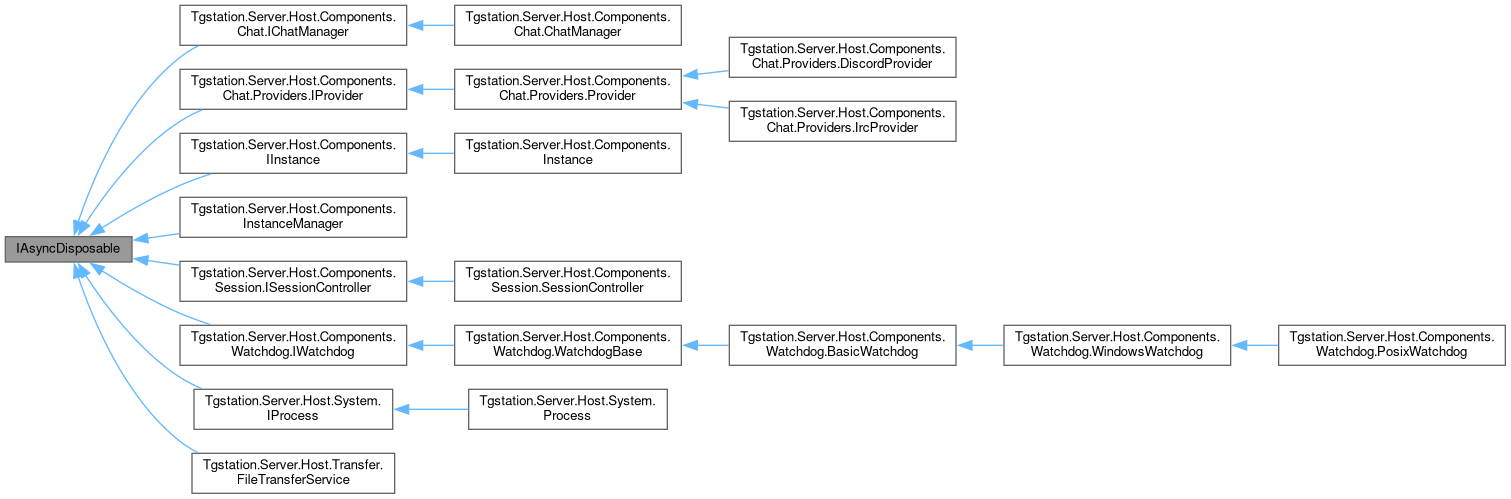 Tgstation.Server.Host.Components.
Chat.IChatManager
Tgstation.Server.Host.Components.
Chat.ChatManager
Tgstation.Server.Host.Components.
Chat.Providers.IProvider
Tgstation.Server.Host.Components.
Chat.Providers.Provider
Tgstation.Server.Host.Components.
Chat.Providers.DiscordProvider
Tgstation.Server.Host.Components.
Chat.Providers.IrcProvider
Tgstation.Server.Host.Components.
IInstance
Tgstation.Server.Host.Components.
Instance
Tgstation.Server.Host.Components.
InstanceManager
IAsyncDisposable
Tgstation.Server.Host.Components.
Session.ISessionController
Tgstation.Server.Host.Components.
Session.SessionController
Tgstation.Server.Host.Components.
Watchdog.IWatchdog
Tgstation.Server.Host.Components.
Watchdog.WatchdogBase
Tgstation.Server.Host.Components.
Watchdog.BasicWatchdog
Tgstation.Server.Host.Components.
Watchdog.WindowsWatchdog
Tgstation.Server.Host.Components.
Watchdog.PosixWatchdog
Tgstation.Server.Host.System.
IProcess
Tgstation.Server.Host.System.
Process
Tgstation.Server.Host.Transfer.
FileTransferService